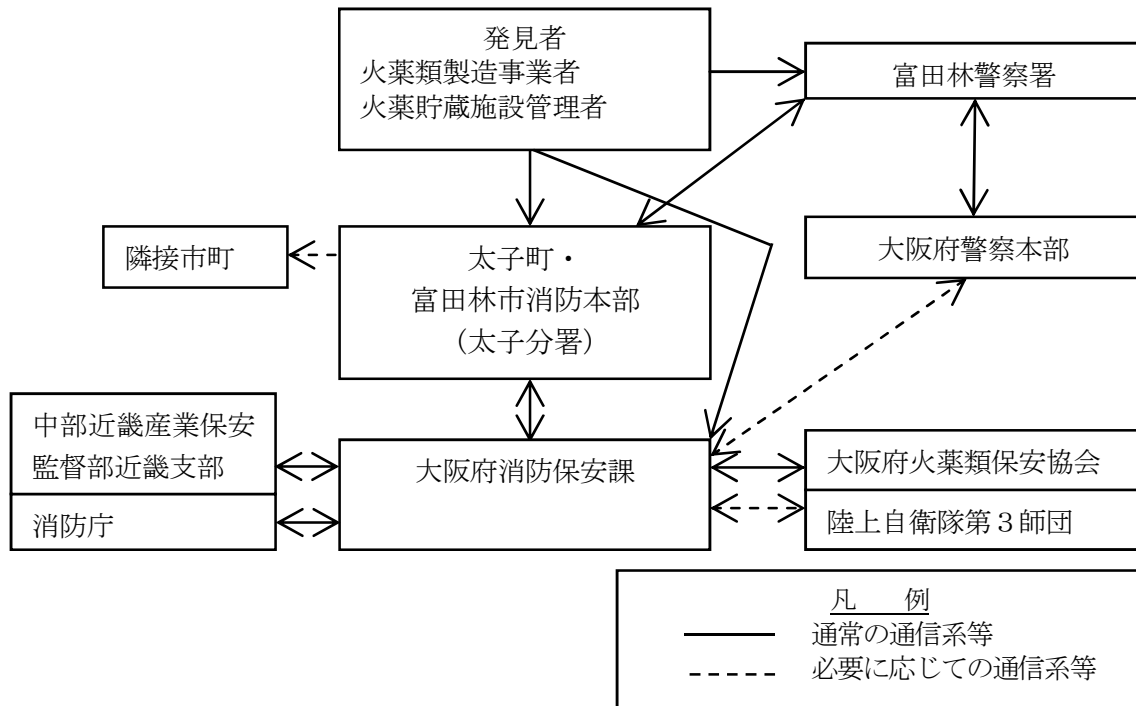 発見者
火薬類製造事業者
火薬貯蔵施設管理者
富田林警察署
隣接市町
太子町・
富田林市消防本部
(太子分署)
大阪府警察本部
中部近畿産業保安
監督部近畿支部
消防庁
大阪府消防保安課
大阪府火薬類保安協会
陸上自衛隊第3師団
凡 例
通常の通信系等
必要に応じての通信系等